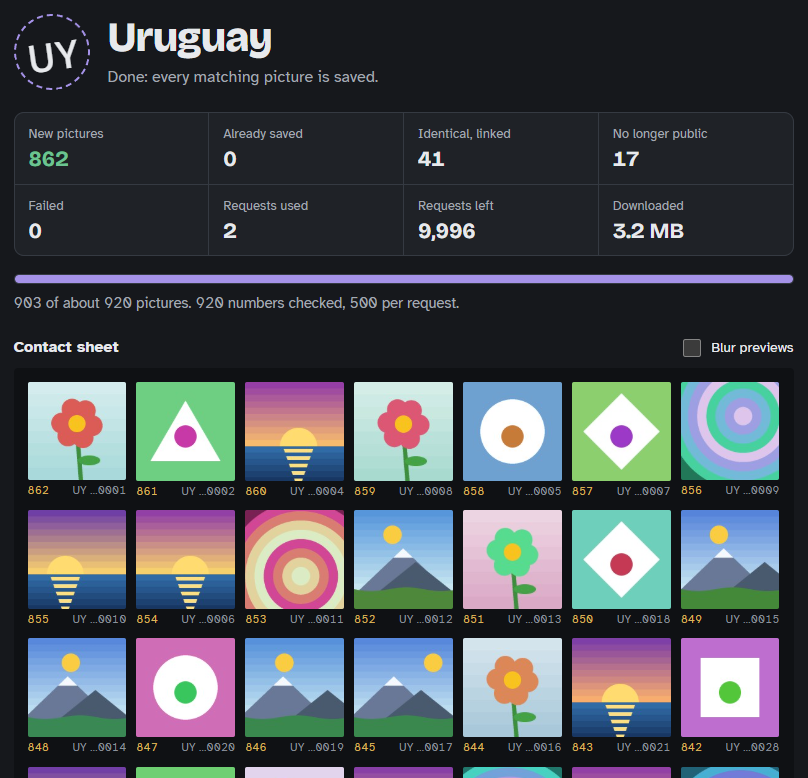 UY
Uruguay
Done: every matching picture is saved.
New pictures
862
Already saved
0
Identical, linked
41
No longer public
17
Failed
0
Requests used
2
Requests left
9,996
Downloaded
3.2 MB
903 of about 920 pictures. 920 numbers checked, 500 per request.
Contact sheet
Blur previews
862 UY …0001
861 UY …0002
860 UY …0004
859 UY …0008
858 UY …0005
857 UY …0007
856 UY …0009
855 UY …0010
854 UY …0006
853 UY …0011
852 UY …0012
851 UY …0013
850 UY …0018
849 UY …0015
848 UY …0014
847 UY …0020
846 UY …0019
845 UY …0017
844 UY …0016
843 UY …0021
842 UY …0028